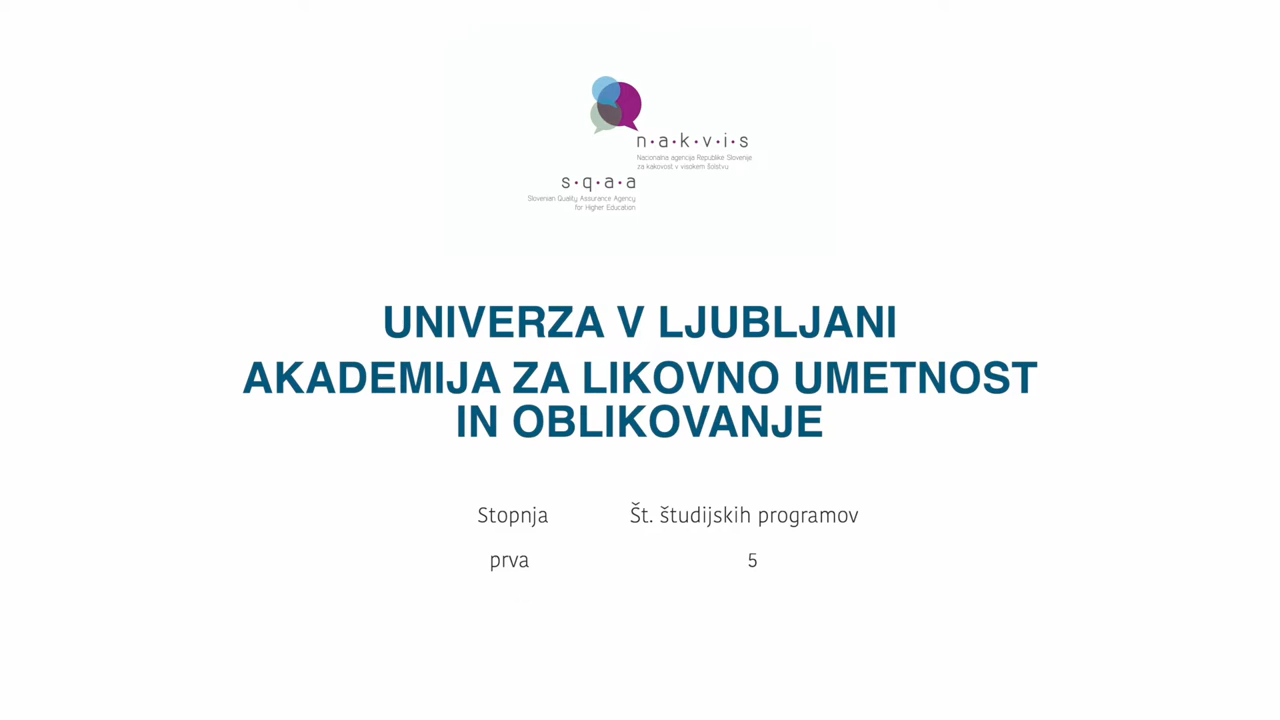 n·a·k·v·i·s
Nacionalna agencija Republike Slovenije
za kakovost v visokem šolstvu
s·q·a·a
Slovenian Quality Assurance Agency
for Higher Education
UNIVERZA V LJUBLJANI
AKADEMIJA ZA LIKOVNO UMETNOST
IN OBLIKOVANJE
Stopnja Št. študijskih programov
prva 5